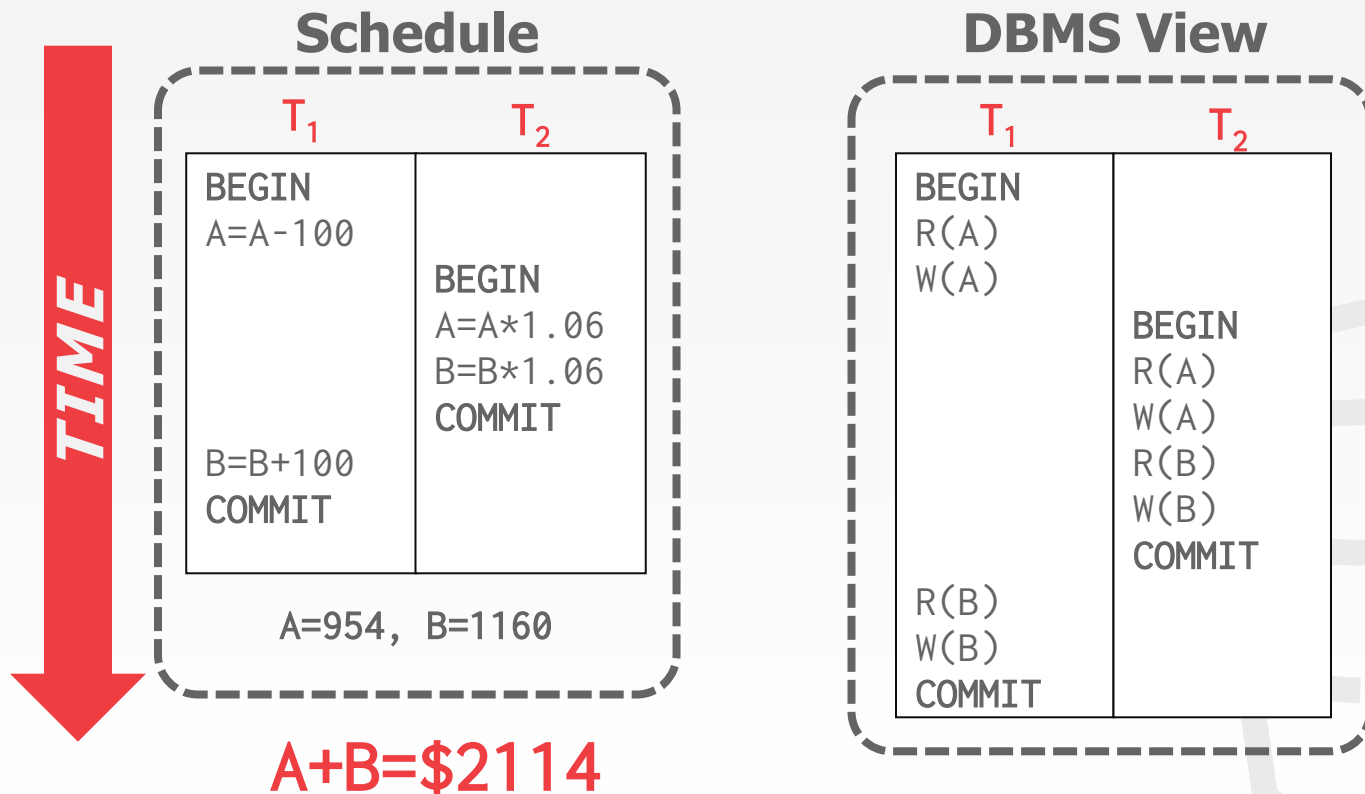 Schedule
DBMS View
TIME
T₁ T₂
BEGIN
A=A-100
BEGIN
A=A*1.06
B=B*1.06
COMMIT
B=B+100
COMMIT
A=954, B=1160
A+B=$2114
T₁ T₂
BEGIN
R(A)
W(A)
BEGIN
R(A)
W(A)
R(B)
W(B)
COMMIT
R(B)
W(B)
COMMIT